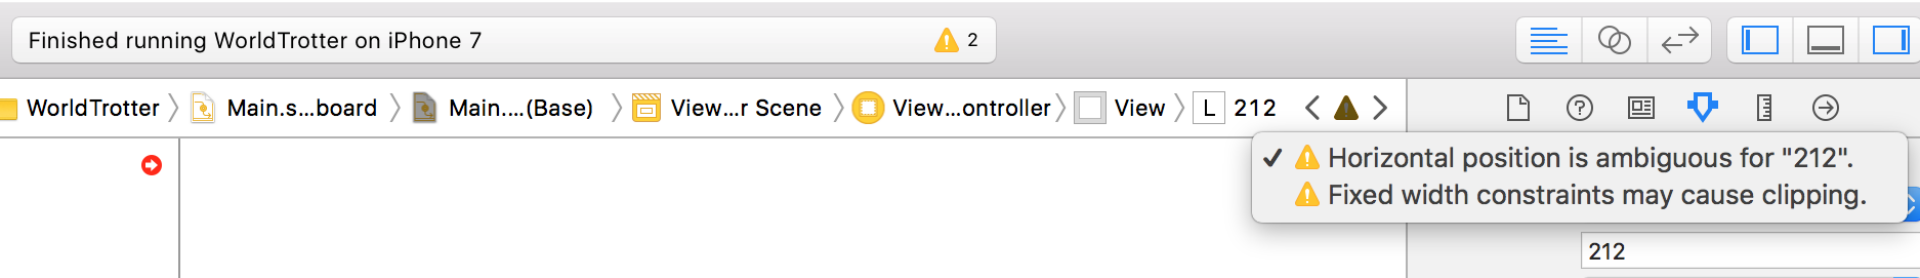 Finished running WorldTrotter on iPhone 7
2
WorldTrotter
Main.s...board
Main....(Base)
View...r Scene
View...ontroller
View
L
212
Horizontal position is ambiguous for "212".
Fixed width constraints may cause clipping.
212